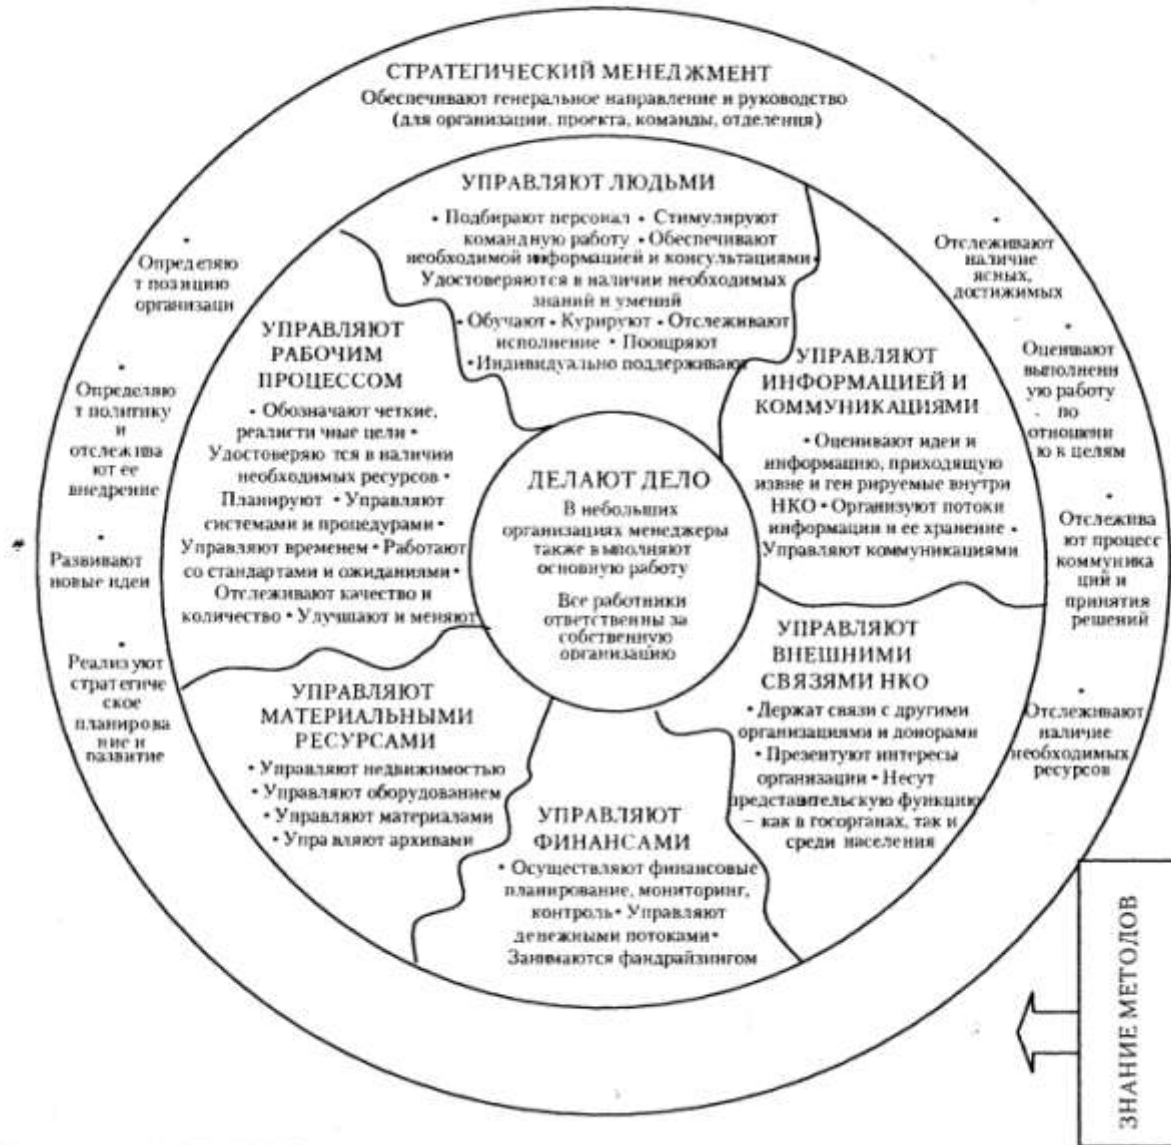 СТРАТЕГИЧЕСКИЙ МЕНЕДЖМЕНТ
Обеспечивают генеральное направление и руководство
(для организации, проекта, команды, отделения)
УПРАВЛЯЮТ ЛЮДЬМИ
• Подбирают персонал • Стимулируют
командную работу • Обеспечивают
необходимой информацией и консультациями•
Удостоверяются в наличии необходимых
знаний и умений
• Обучают • Курируют • Отслеживают
исполнение • Поощряют
•Индивидуально поддерживают
•
Определяю
т позицию
организаци
•
Определяю
т политику
и
отслежива
ют ее
внедрение
•
Развивают
новые идеи
•
Реализуют
стратегиче
ское
планирова
ние и
развитие
УПРАВЛЯЮТ
РАБОЧИМ
ПРОЦЕССОМ
• Обозначают четкие,
реалисти чные цели •
Удостоверяю тся в наличии
необходимых ресурсов •
Планируют • Управляют
системами и процедурами •
Управляют временем • Работают
со стандартами и ожиданиями •
Отслеживают качество и
количество • Улучшают и меняют
ДЕЛАЮТ ДЕЛО
В небольших
организациях менеджеры
также выполняют
основную работу
Все работники
ответственны за
собственную
организацию
УПРАВЛЯЮТ
ИНФОРМАЦИЕЙ И
КОММУНИКАЦИЯМИ
• Оценивают идеи и
информацию, приходящую
извне и ген рируемые внутри
НКО • Организуют потоки
информации и ее хранение •
Управляют коммуникациями
•
Отслеживают
наличие
ясных,
достижимых
•
Оценивают
выполненн
ую работу
по
отношени
ю к целям
•
Отслежива
ют процесс
коммуника
ций и
принятия
решений
•
Отслеживают
наличие
необходимых
ресурсов
УПРАВЛЯЮТ
ВНЕШНИМИ
СВЯЗЯМИ НКО
• Держат связи с другими
организациями и донорами
• Презентуют интересы
организации • Несут
представительскую функцию
– как в госорганах, так и
среди населения
УПРАВЛЯЮТ
МАТЕРИАЛЬНЫМИ
РЕСУРСАМИ
• Управляют недвижимостью
• Управляют оборудованием
• Управляют материалами
• Управляют архивами
УПРАВЛЯЮТ
ФИНАНСАМИ
• Осуществляют финансовые
планирование, мониторинг,
контроль• Управляют
денежными потоками•
Занимаются фандрайзингом
ЗНАНИЕ МЕТОДОВ